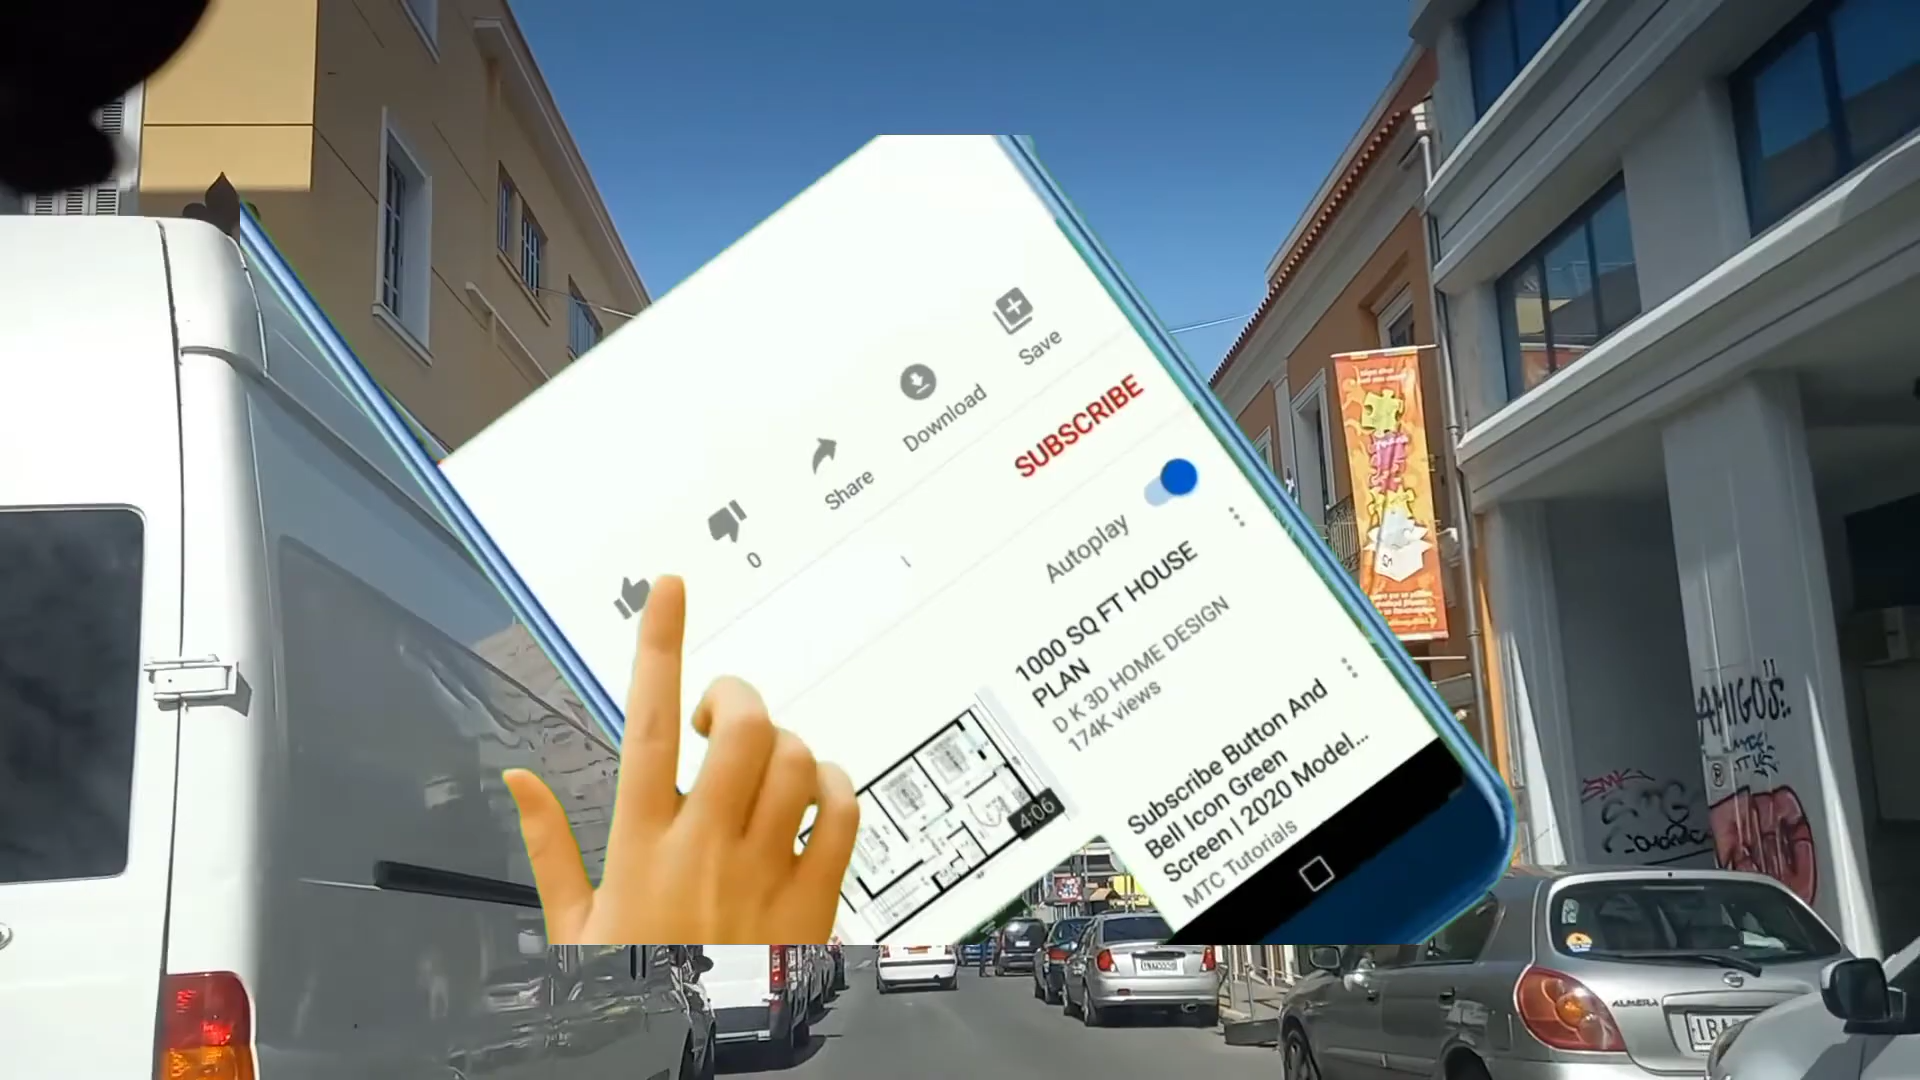 Save
Download
Share
0
SUBSCRIBE
Autoplay
1000 SQ FT HOUSE
PLAN
D K 3D HOME DESIGN
174K views
4:06
Subscribe Button And
Bell Icon Green
Screen | 2020 Model...
MTC Tutorials
AMIGOS
ALMERA